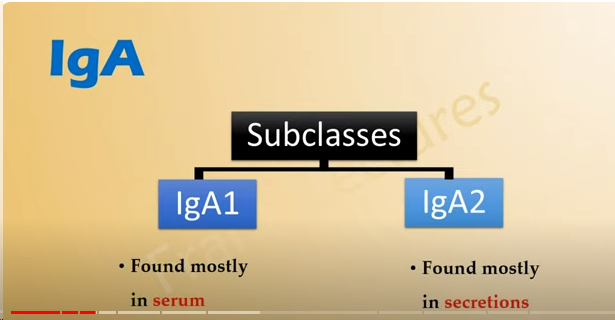 IgA
Subclasses
IgA1
IgA2
• Found mostly
in serum
• Found mostly
in secretions